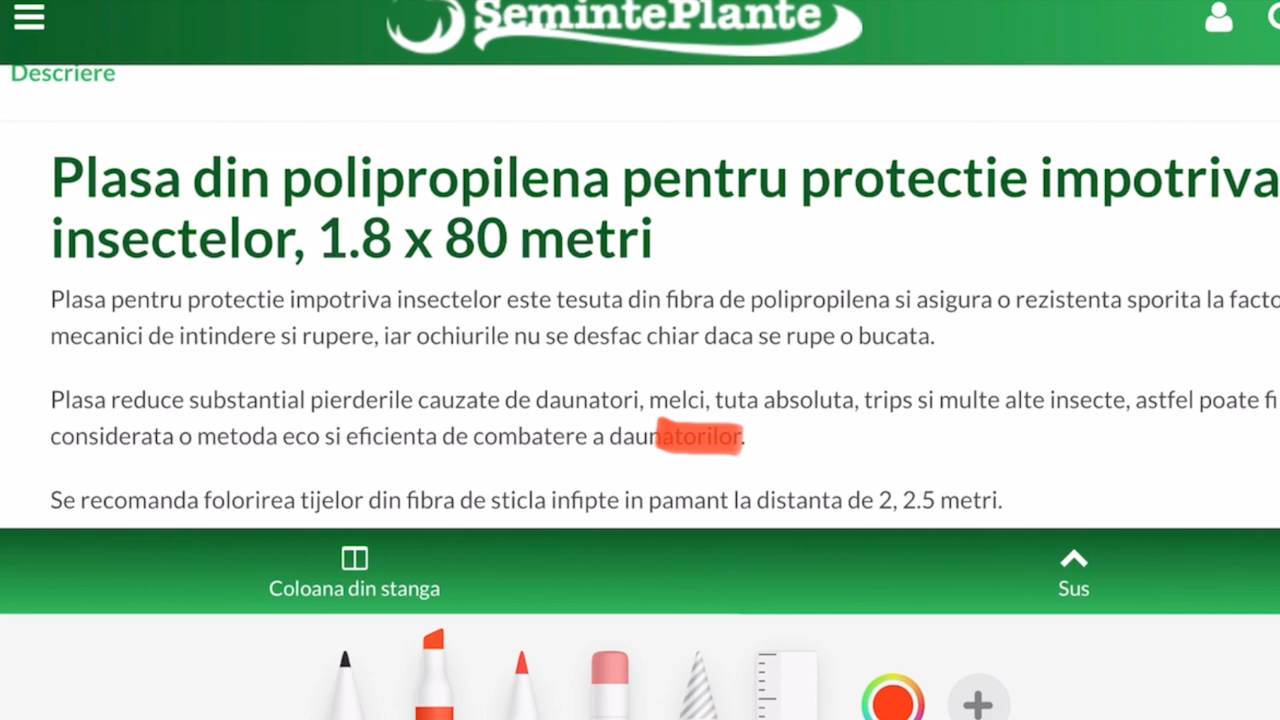 SemintePlante
Descriere
Plasa din polipropilena pentru protectie impotriva
insectelor, 1.8 x 80 metri
Plasa pentru protectie impotriva insectelor este tesuta din fibra de polipropilena si asigura o rezistenta sporita la facto
mecanici de intindere si rupere, iar ochiurile nu se desfac chiar daca se rupe o bucata.
Plasa reduce substantial pierderile cauzate de daunatori, melci, tuta absoluta, trips si multe alte insecte, astfel poate fi
considerata o metoda eco si eficienta de combatere a daunatorilor.
Se recomanda folorirea tijelor din fibra de sticla infipte in pamant la distanta de 2, 2.5 metri.
Coloana din stanga
Sus